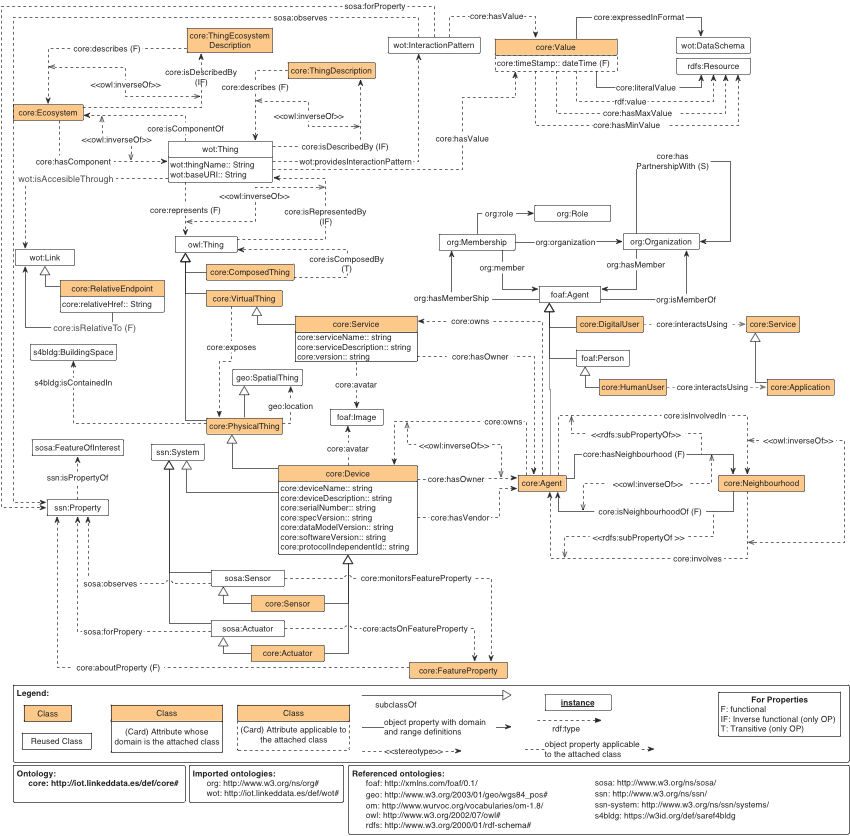 sosa:forProperty
sosa:observes
core:hasValue
core:expressedInFormat
core:ThingEcosystem
Description
wot:InteractionPattern
core:Value
core:timeStamp:: dateTime (F)
wot:DataSchema
rdfs:Resource
core:describes (F)
core:isDescribedBy
(IF)
<<owl:inverseOf>>
core:ThingDescription
core:describes (F)
core:literalValue
rdf:value
core:hasMaxValue
core:hasMinValue
core:Ecosystem
<<owl:inverseOf>>
core:isComponentOf
<<owl:inverseOf>>
core:isDescribedBy (IF)
core:hasValue
wot:Thing
wot:thingName:: String
wot:baseURI:: String
core:hasComponent
wot:providesInteractionPattern
wot:isAccesibleThrough
core:has
PartnershipWith (S)
<<owl:inverseOf>>
core:represents (F)
core:isRepresentedBy
(IF)
org:role
org:Role
owl:Thing
org:Membership
org:organization
org:Organization
wot:Link
core:isComposedBy
(T)
core:ComposedThing
org:member
org:hasMember
core:RelativeEndpoint
core:relativeHref:: String
core:VirtualThing
org:hasMemberShip
foaf:Agent
org:isMemberOf
core:isRelativeTo (F)
core:Service
core:serviceName:: String
core:serviceDescription:: String
core:version:: string
core:owns
core:DigitalUser
core:interactsUsing
core:Service
s4bldg:BuildingSpace
core:exposes
core:hasOwner
foaf:Person
s4bldg:isContainedIn
geo:SpatialThing
core:avatar
core:HumanUser
core:interactsUsing
core:Application
geo:location
foaf:Image
core:PhysicalThing
core:owns
core:isInvolvedIn
<<rdfs:subPropertyOf>>
<<owl:inverseOf>>
sosa:FeatureOfInterest
ssn:System
core:avatar
<<owl:inverseOf>>
core:hasNeighbourhood (F)
ssn:isPropertyOf
core:Device
core:deviceName:: string
core:deviceDescription:: string
core:serialNumber:: string
core:specVersion:: string
core:dataModelVersion:: string
core:softwareVersion:: string
core:protocolIndependentId:: string
core:hasOwner
core:Agent
<<owl:inverseOf>>
core:Neighbourhood
ssn:Property
core:hasVendor
core:isNeighbourhoodOf (F)
<<rdfs:subPropertyOf >>
core:involves
sosa:observes
sosa:Sensor
core:monitorsFeatureProperty
core:Sensor
sosa:forPropery
sosa:Actuator
core:actsOnFeatureProperty
core:Actuator
core:aboutProperty (F)
core:FeatureProperty
Legend:
Class
Reused Class
Class
(Card) Attribute whose
domain is the attached class
Class
(Card) Attribute applicable to
the attached class
subclassOf
object property with domain
and range definitions
<<stereotype>>
instance
rdf:type
object property applicable
to the attached class
For Properties
F: functional
IF: Inverse functional (only OP)
T: Transitive (only OP)
Ontology:
core: http://iot.linkeddata.es/def/core#
Imported ontologies:
org: http://www.w3.org/ns/org#
wot: http://iot.linkeddata.es/def/wot#
Referenced ontologies:
foaf: http://xmlns.com/foaf/0.1/
geo: http://www.w3.org/2003/01/geo/wgs84_pos#
om: http://www.wurvoc.org/vocabularies/om-1.8/
owl: http://www.w3.org/2002/07/owl#
rdfs: http://www.w3.org/2000/01/rdf-schema#
sosa: http://www.w3.org/ns/sosa/
ssn: http://www.w3.org/ns/ssn/
ssn-system: http://www.w3.org/ns/ssn/systems/
s4bldg: https://w3id.org/def/saref4bldg